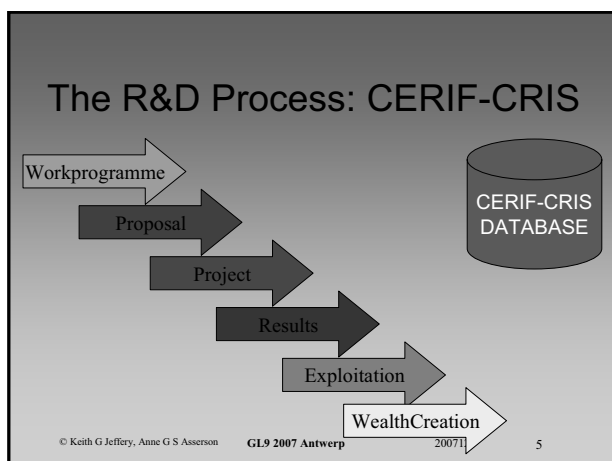 The R&D Process: CERIF-CRIS
Workprogramme
Proposal
Project
Results
Exploitation
WealthCreation
CERIF-CRIS
DATABASE
© Keith G Jeffery, Anne G S Asserson GL9 2007 Antwerp 5